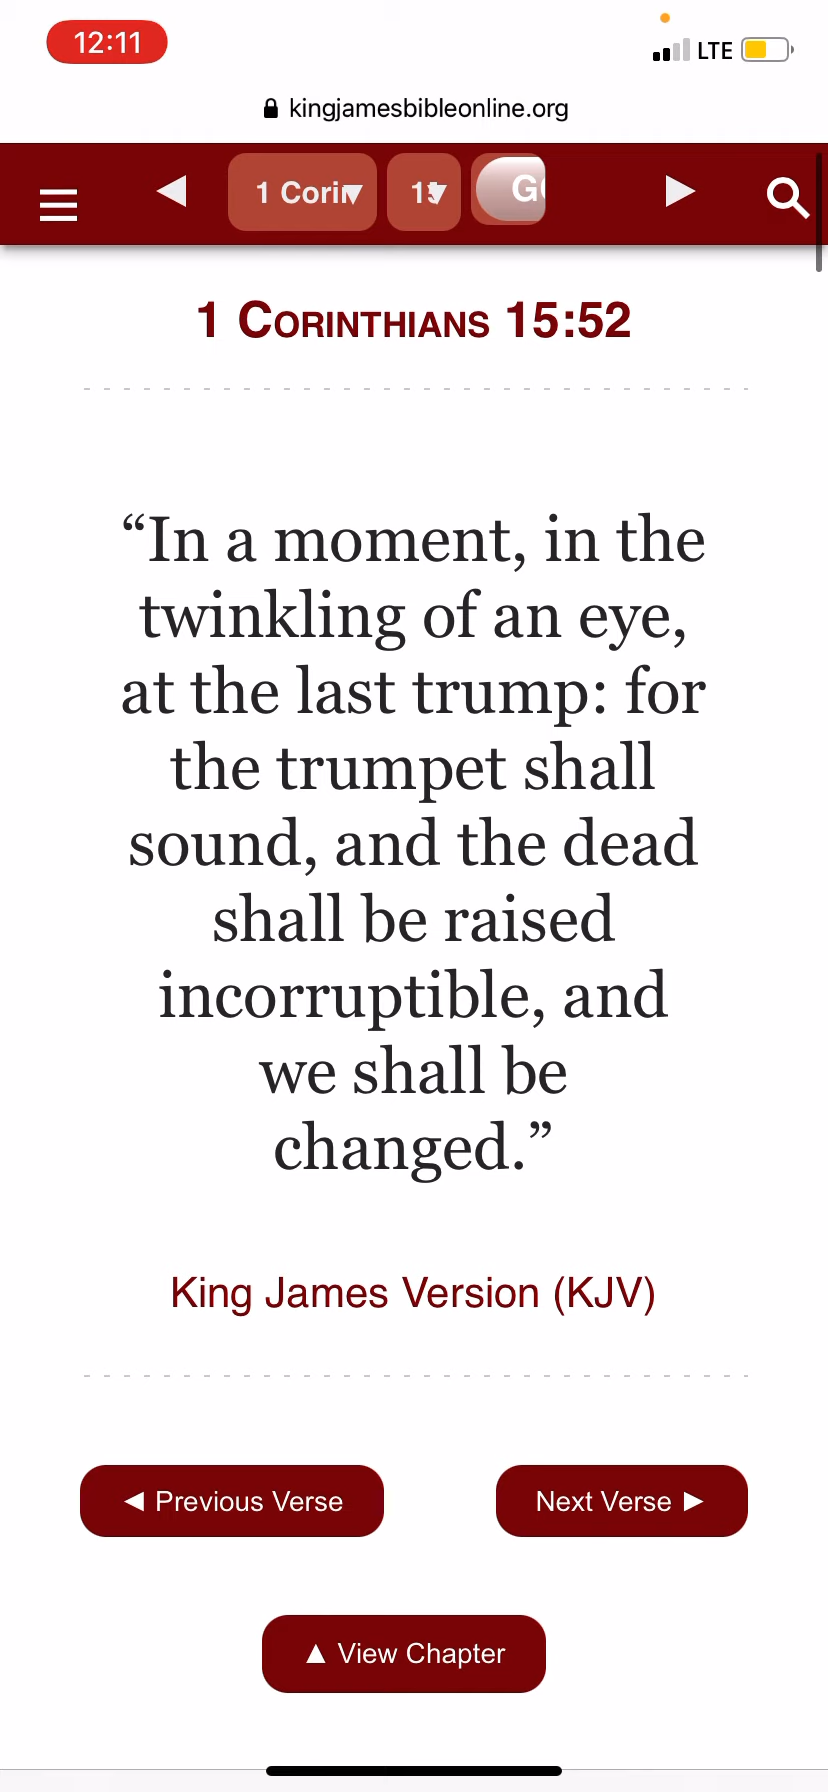 12:11
LTE
kingjamesbibleonline.org
1 Corin
G
1 Corinthians 15:52
“In a moment, in the
twinkling of an eye,
at the last trump: for
the trumpet shall
sound, and the dead
shall be raised
incorruptible, and
we shall be
changed.”
King James Version (KJV)
◄ Previous Verse
Next Verse ►
▲ View Chapter